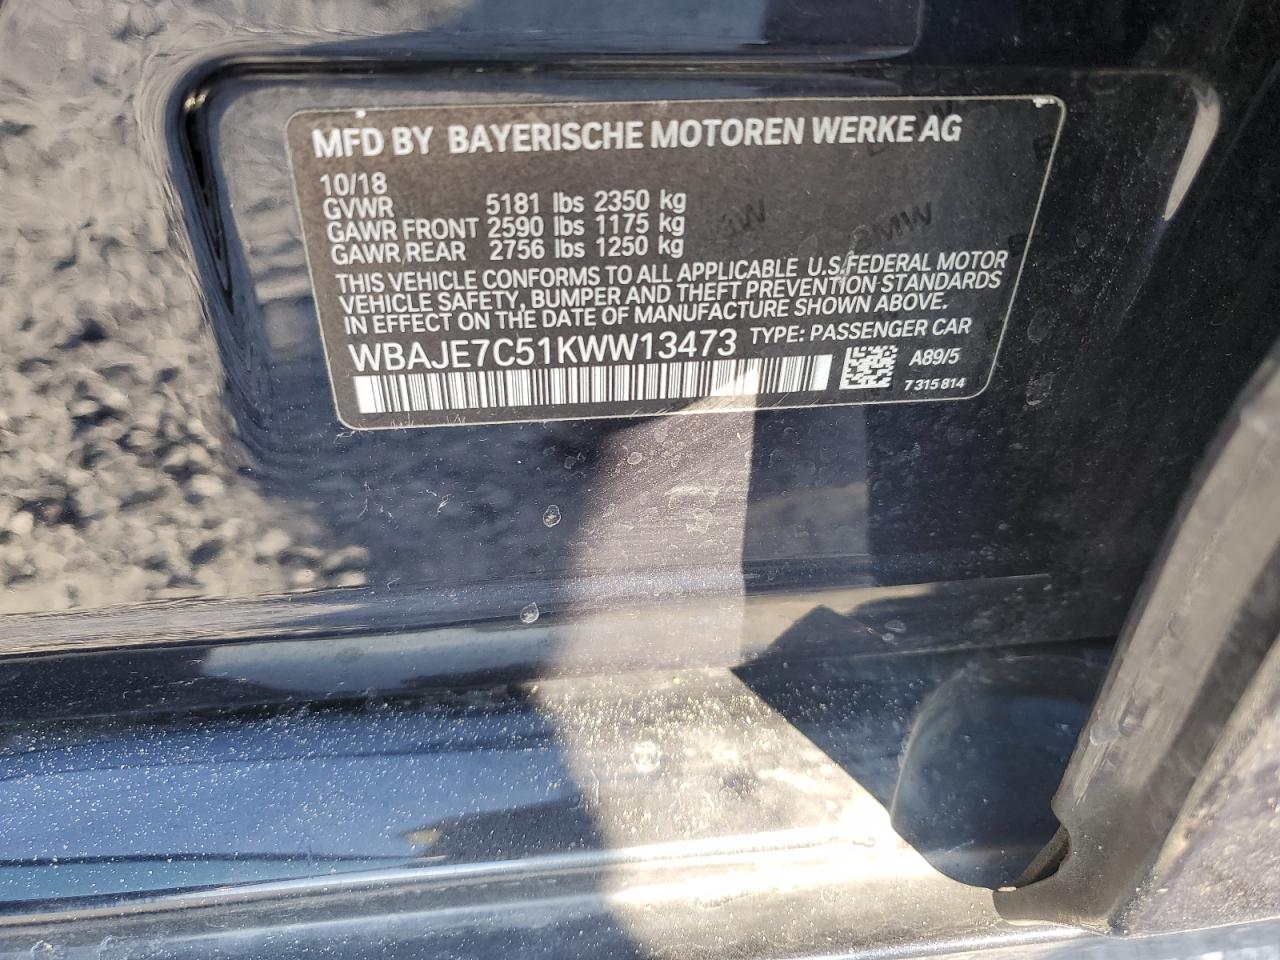 MFD BY BAYERISCHE MOTOREN WERKE AG
10/18
GVWR 5181 lbs 2350 kg
GAWR FRONT 2590 lbs 1175 kg
GAWR REAR 2756 lbs 1250 kg
THIS VEHICLE CONFORMS TO ALL APPLICABLE U.S.FEDERAL MOTOR
VEHICLE SAFETY, BUMPER AND THEFT PREVENTION STANDARDS
IN EFFECT ON THE DATE OF MANUFACTURE SHOWN ABOVE.
WBAJE7C51KWW13473 TYPE: PASSENGER CAR
A89/5
7 315 814